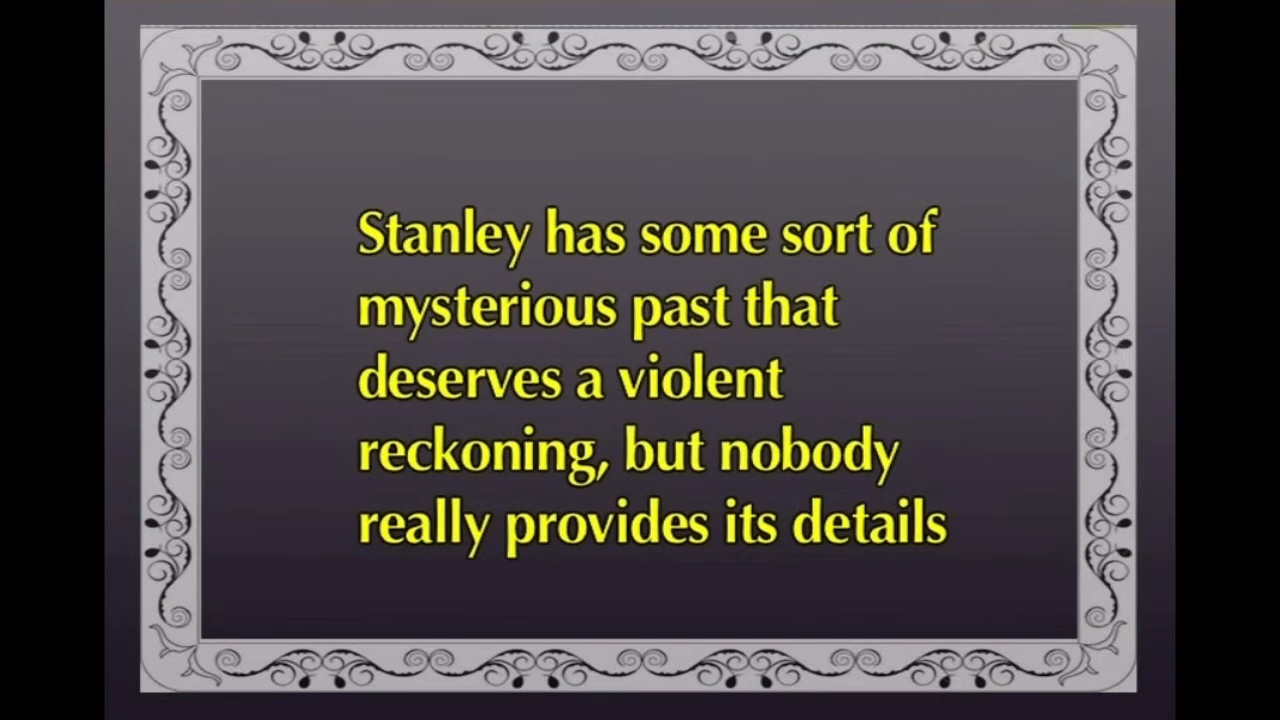 Stanley has some sort of
mysterious past that
deserves a violent
reckoning, but nobody
really provides its details